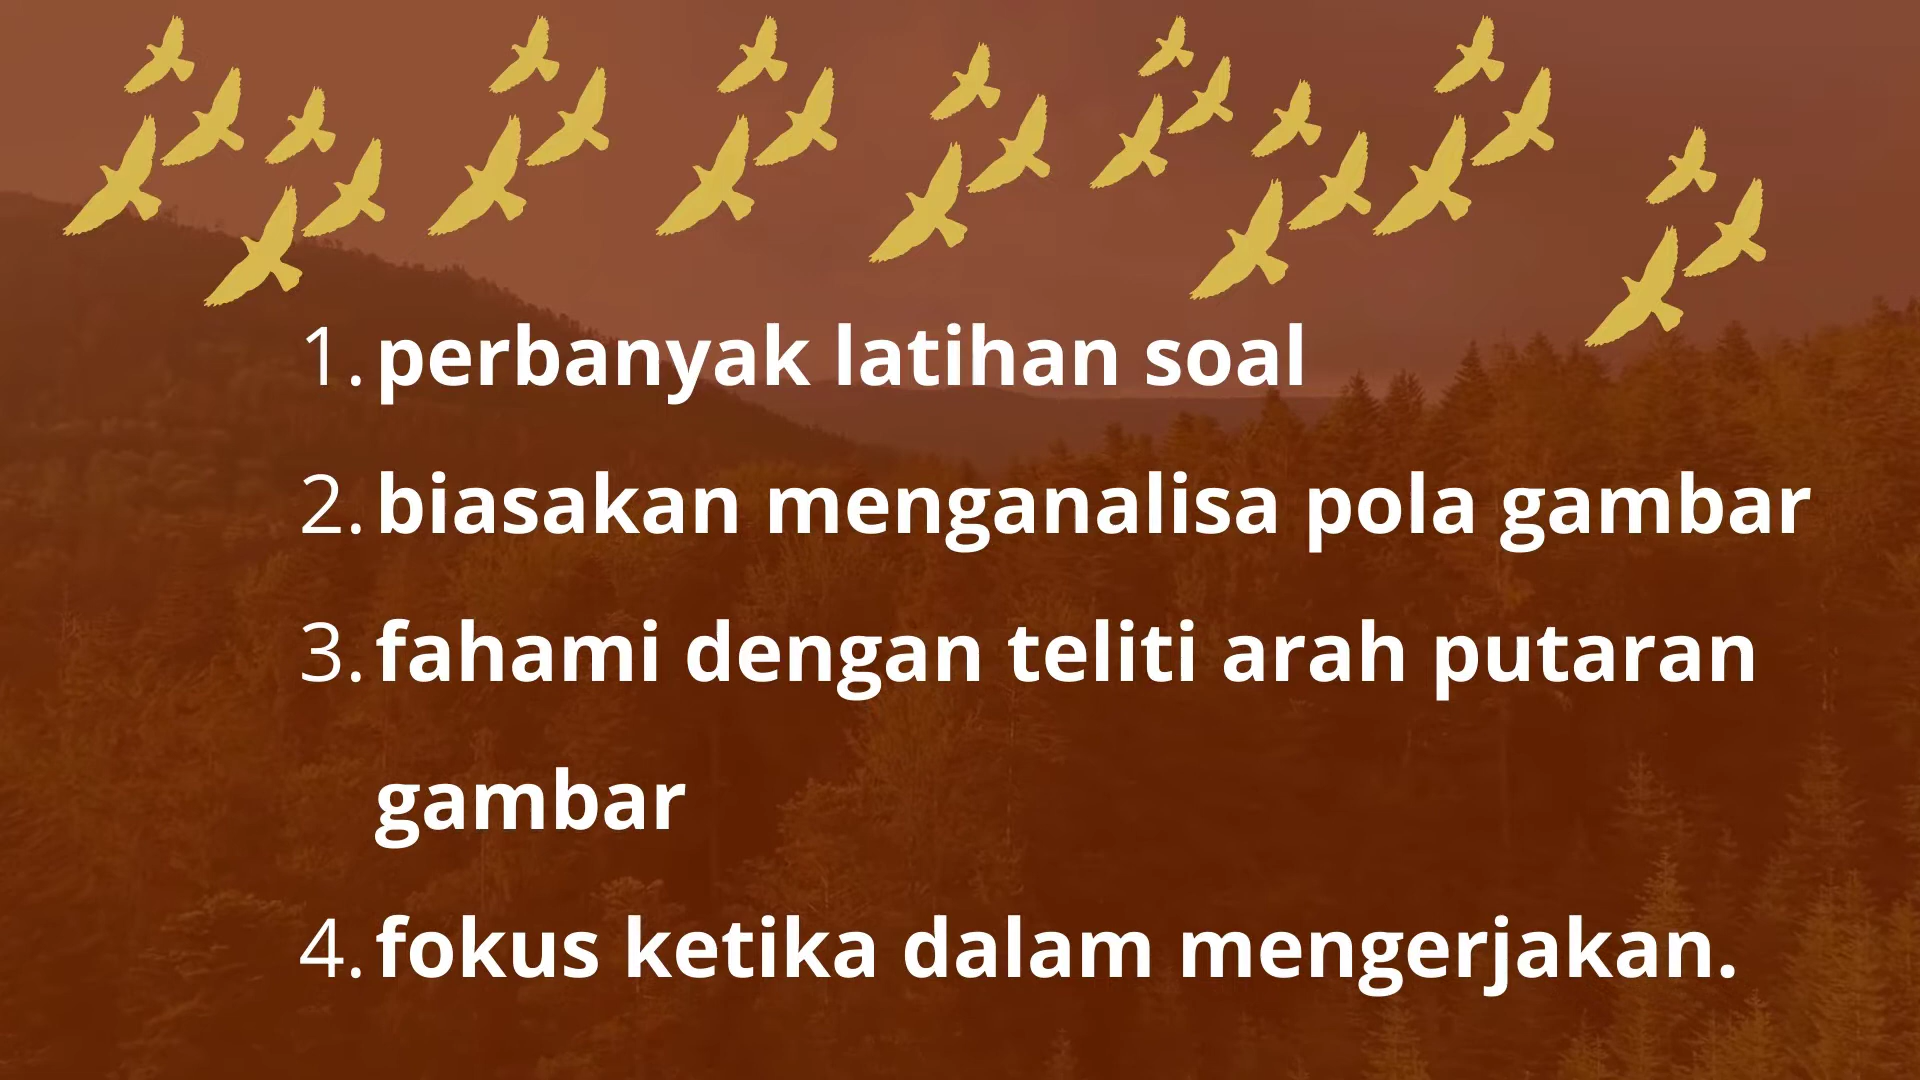 1. perbanyak latihan soal
2. biasakan menganalisa pola gambar
3. fahami dengan teliti arah putaran
gambar
4. fokus ketika dalam mengerjakan.